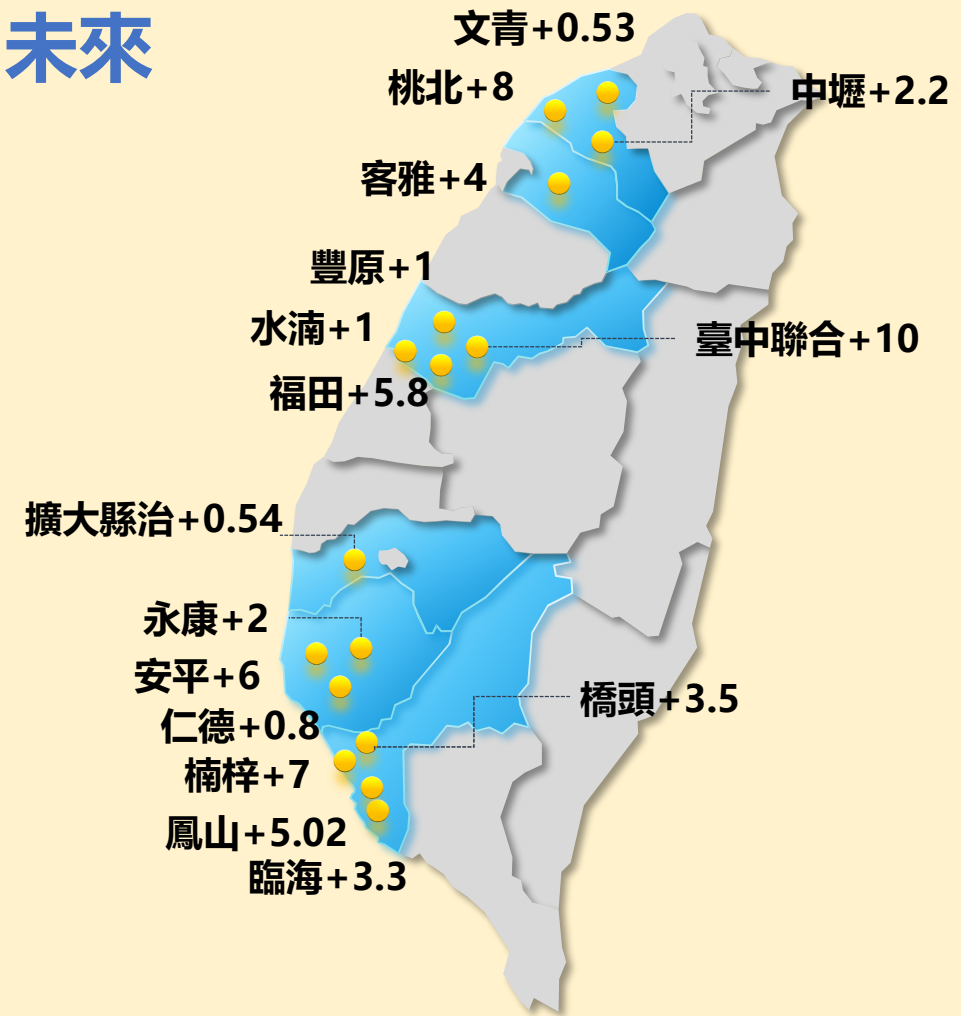 未來
文青+0.53
桃北+8
中壢+2.2
客雅+4
豐原+1
水湳+1
臺中聯合+10
福田+5.8
擴大縣治+0.54
永康+2
安平+6
橋頭+3.5
仁德+0.8
楠梓+7
鳳山+5.02
臨海+3.3